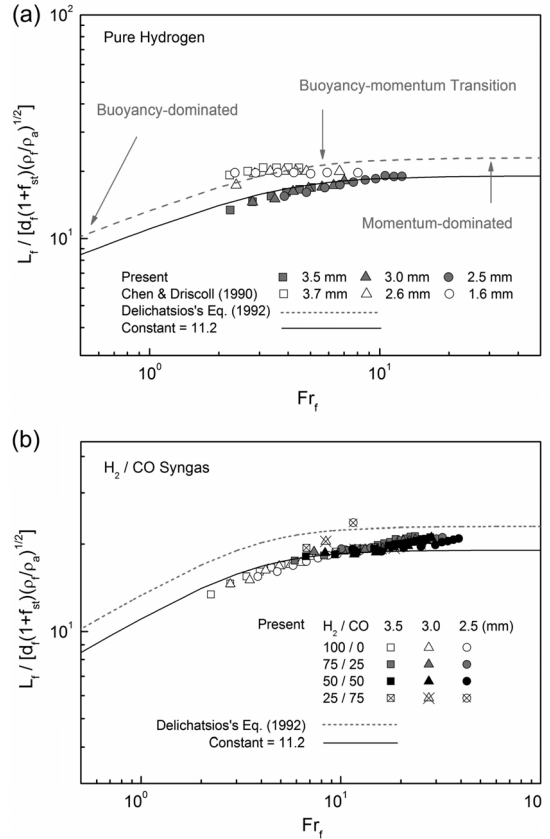 (a)
Pure Hydrogen
10²
Buoyancy-dominated
Buoyancy-momentum Transition
Momentum-dominated
10¹
L_f / [d_f(1+f_st)(ρ_f/ρ_a)^1/2]
Present 3.5 mm 3.0 mm 2.5 mm
Chen & Driscoll (1990) 3.7 mm 2.6 mm 1.6 mm
Delichatsios's Eq. (1992)
Constant = 11.2
10⁰ 10¹
Fr_f
(b)
H₂ / CO Syngas
10¹
L_f / [d_f(1+f_st)(ρ_f/ρ_a)^1/2]
Present H₂ / CO 3.5 3.0 2.5 (mm)
100 / 0
75 / 25
50 / 50
25 / 75
Delichatsios's Eq. (1992)
Constant = 11.2
10⁰ 10¹ 10
Fr_f